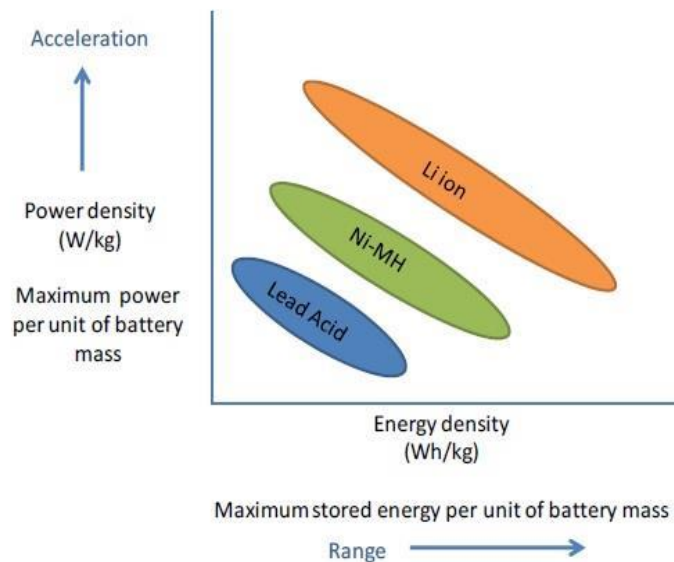 Acceleration
Power density
(W/kg)
Maximum power
per unit of battery
mass
Li ion
Ni-MH
Lead Acid
Energy density
(Wh/kg)
Maximum stored energy per unit of battery mass
Range